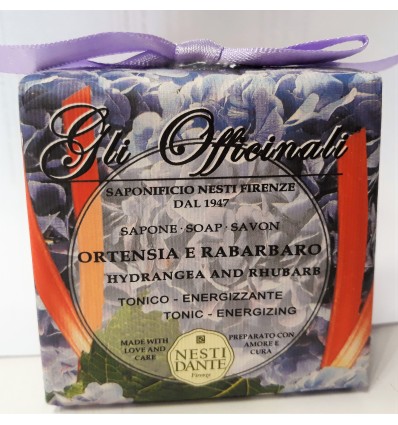 Gli Officinali
SAPONIFICIO NESTI FIRENZE
DAL 1947
SAPONE·SOAP·SAVON
ORTENSIA E RABARBARO
HYDRANGEA AND RHUBARB
TONICO - ENERGIZZANTE
TONIC - ENERGIZING
MADE WITH
LOVE AND
CARE
NESTI
DANTE
Firenze
PREPARATO CON
AMORE E
CURA